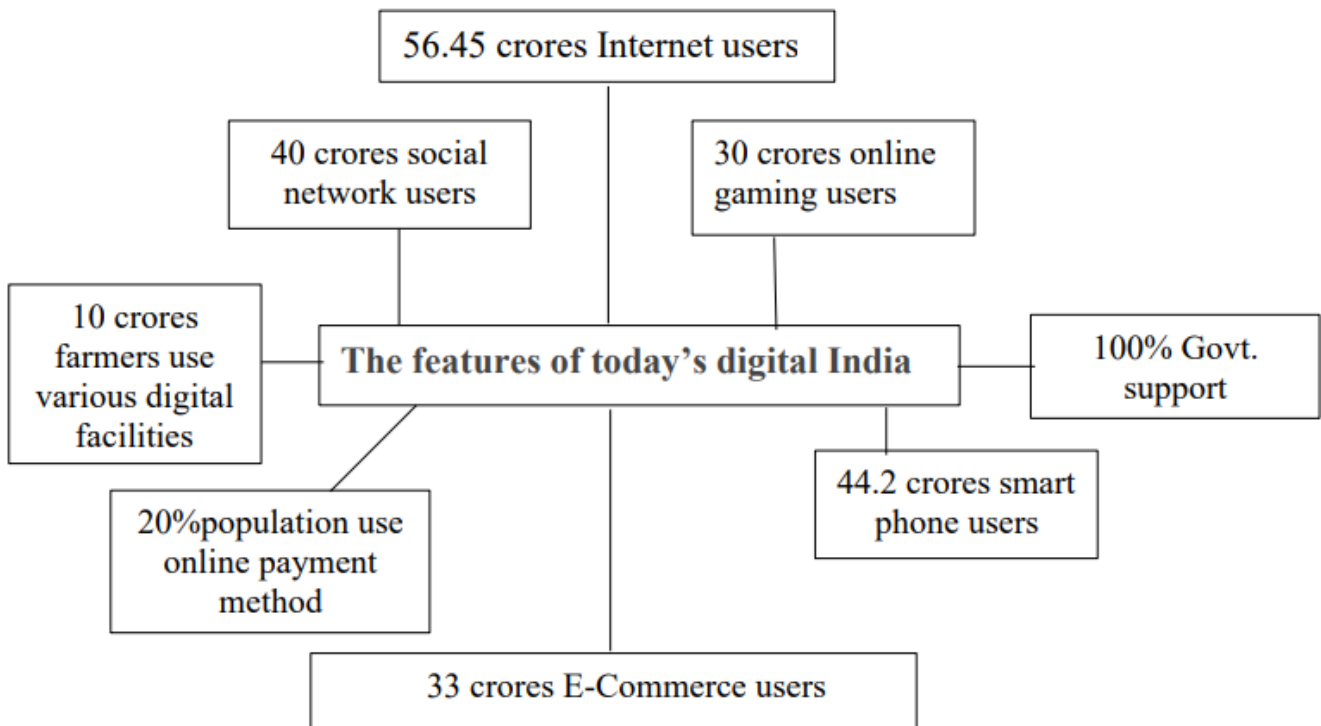 56.45 crores Internet users
40 crores social
network users
30 crores online
gaming users
10 crores
farmers use
various digital
facilities
The features of today’s digital India
100% Govt.
support
20%population use
online payment
method
44.2 crores smart
phone users
33 crores E-Commerce users